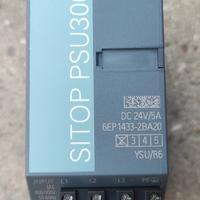 SITOP PSU300
DC 24V/5A
6EP1433-2BA20
X 3 4 5
YSU/R6
INPUT L1 L2 L3 PE